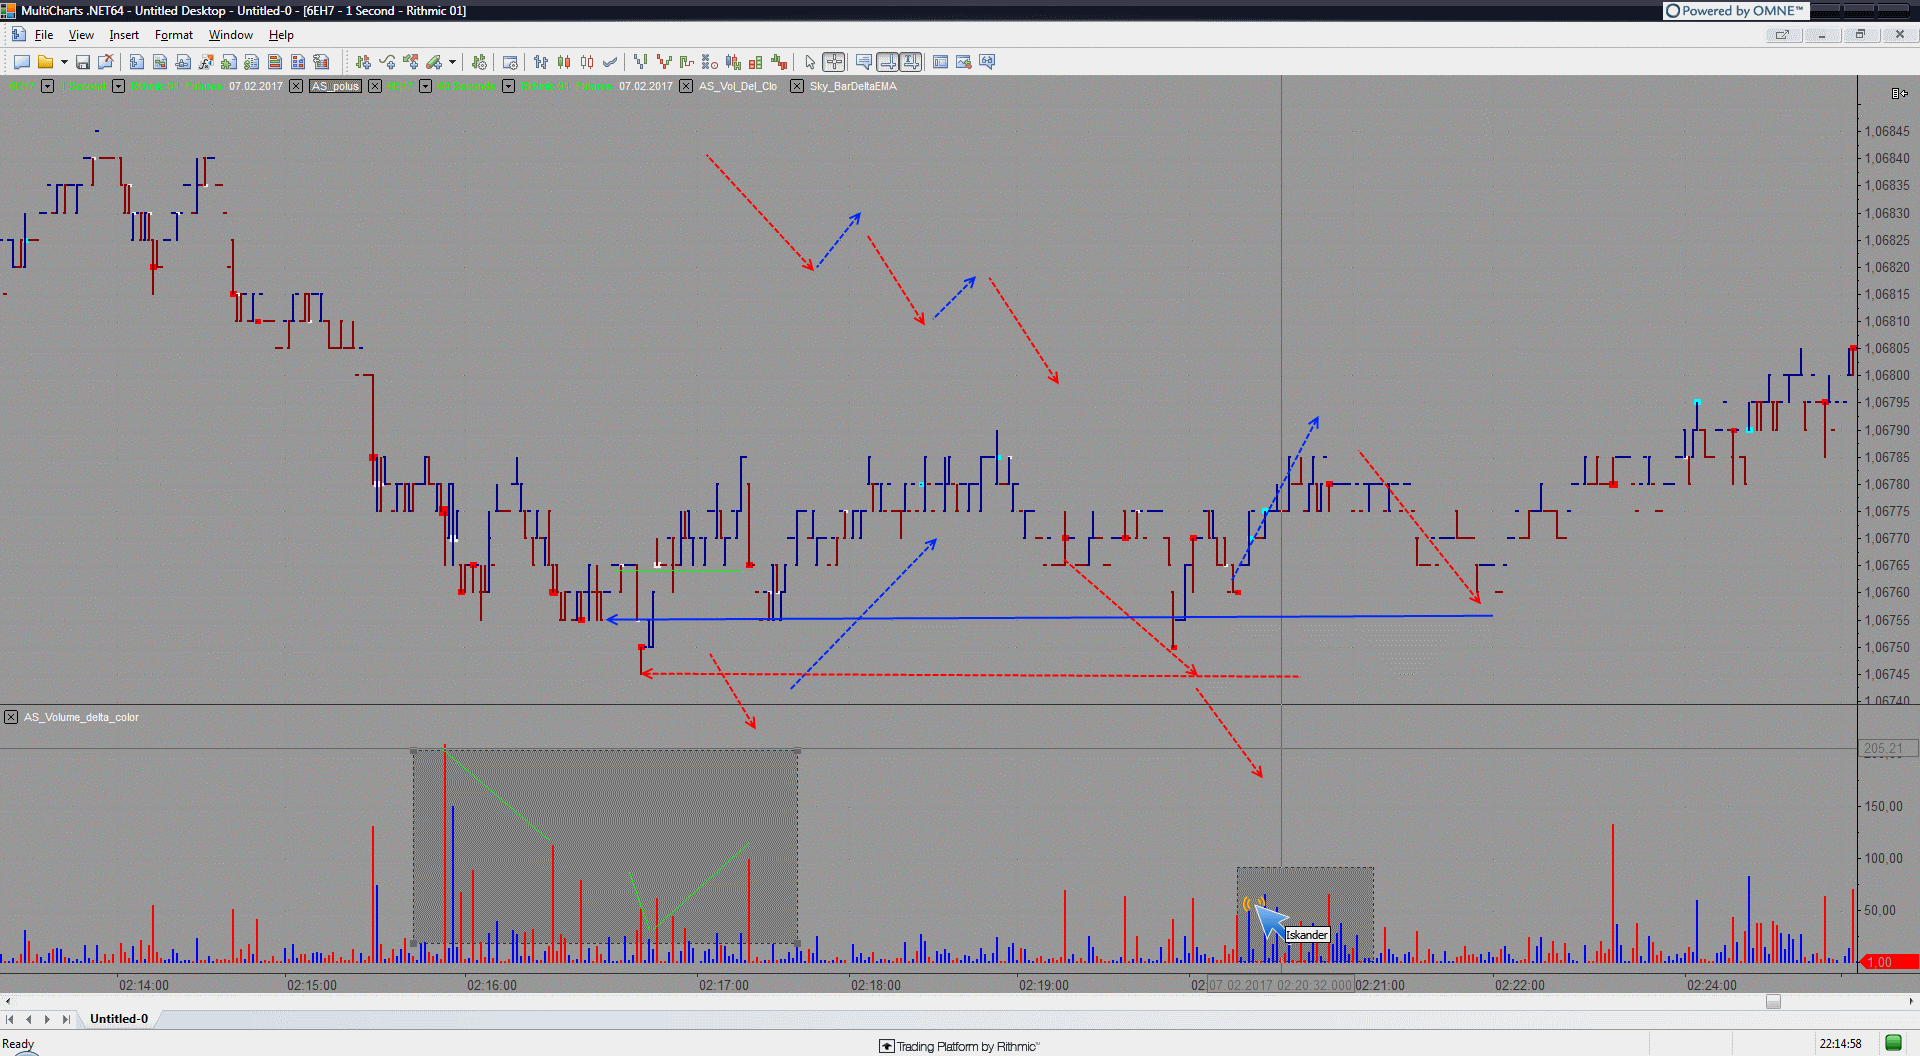 MultiCharts .NET64 - Untitled Desktop - Untitled-0 - [6EH7 - 1 Second - Rithmic 01]
Powered by OMNE™
File View Insert Format Window Help
07.02.2017 AS_polus 07.02.2017 AS_Vol_Del_Clo Sky_BarDeltaEMA
1,06845
1,06840
1,06835
1,06830
1,06825
1,06820
1,06815
1,06810
1,06805
1,06800
1,06795
1,06790
1,06785
1,06780
1,06775
1,06770
1,06765
1,06760
1,06755
1,06750
1,06745
1,06740
AS_Volume_delta_color
205,21
150,00
100,00
50,00
1,00
Iskander
02:14:00 02:15:00 02:16:00 02:17:00 02:18:00 02:19:00 07.02.2017 02:20:32.000 02:21:00 02:22:00 02:24:00
Untitled-0
Ready
Trading Platform by Rithmic™
22:14:58